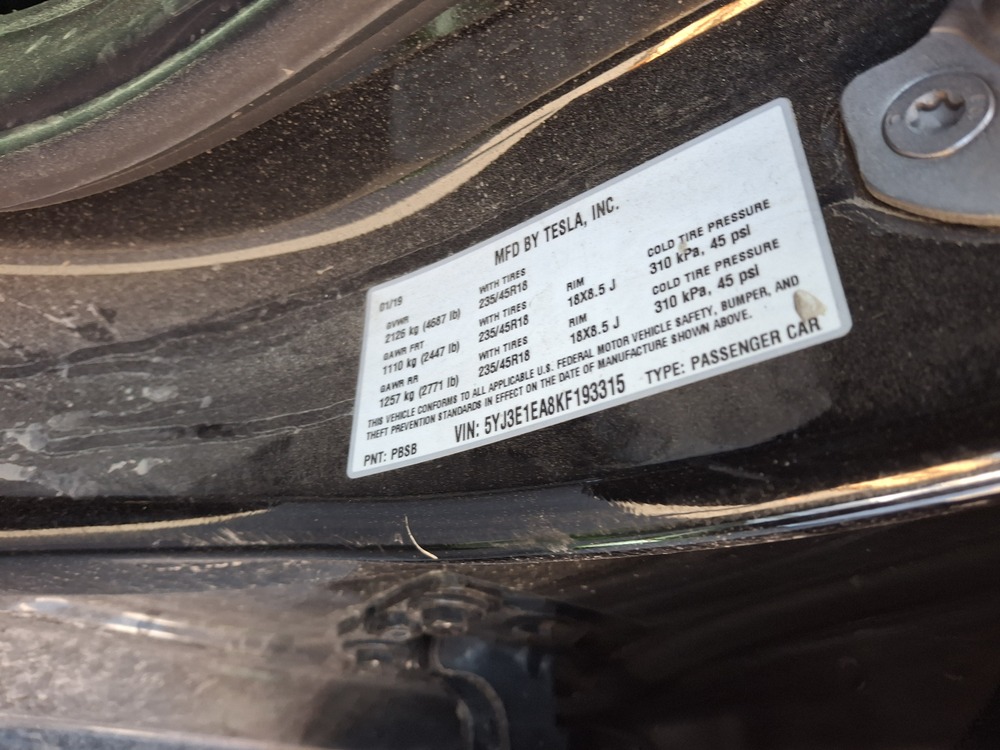 MFD BY TESLA, INC.
01/19
GVWR
2126 kg (4687 lb)
GAWR FRT
1110 kg (2447 lb)
GAWR RR
1257 kg (2771 lb)
WITH TIRES
235/45R18
WITH TIRES
235/45R18
WITH TIRES
235/45R18
RIM
18X8.5 J
RIM
18X8.5 J
COLD TIRE PRESSURE
310 kPa, 45 psi
COLD TIRE PRESSURE
310 kPa, 45 psi
THIS VEHICLE CONFORMS TO ALL APPLICABLE U.S. FEDERAL MOTOR VEHICLE SAFETY, BUMPER, AND
THEFT PREVENTION STANDARDS IN EFFECT ON THE DATE OF MANUFACTURE SHOWN ABOVE.
PNT: PBSB VIN: 5YJ3E1EA8KF193315 TYPE: PASSENGER CAR